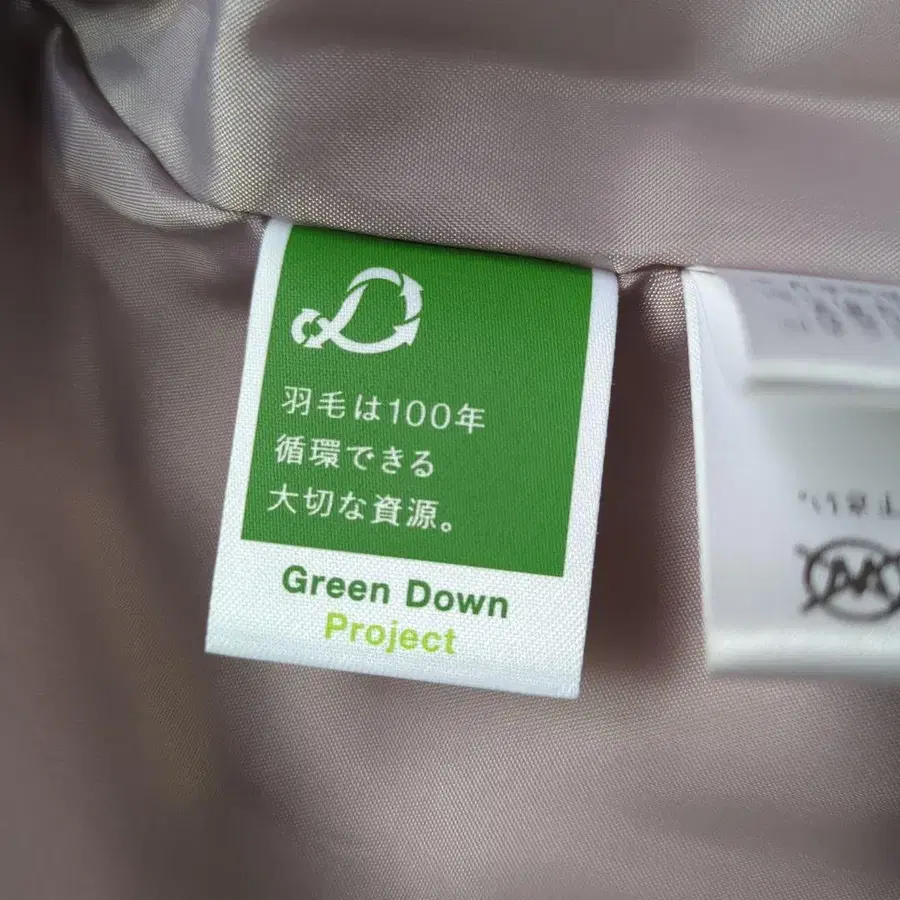 羽毛は100年
循環できる
大切な資源。
Green Down
Project